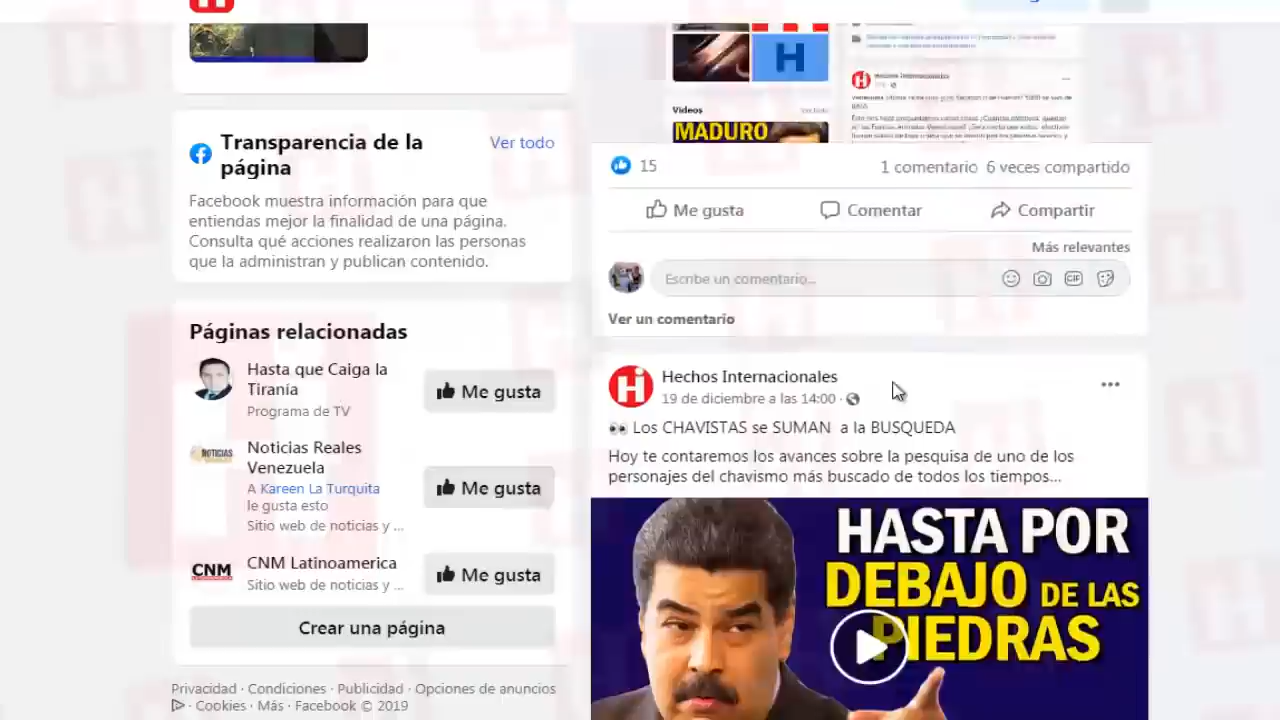 Transparencia de la
página
Ver todo
Facebook muestra información para que
entiendas mejor la finalidad de una página.
Consulta qué acciones realizaron las personas
que la administran y publican contenido.
Páginas relacionadas
Hasta que Caiga la
Tiranía
Programa de TV
Me gusta
NOTICIAS
Noticias Reales
Venezuela
A Kareen La Turquita
le gusta esto
Sitio web de noticias y ...
Me gusta
CNM
CNM Latinoamerica
Sitio web de noticias y ...
Me gusta
Crear una página
Privacidad · Condiciones · Publicidad · Opciones de anuncios
· Cookies · Más · Facebook © 2019
H
Videos
Ver todo
MADURO
Hechos Internacionales
15
1 comentario 6 veces compartido
Me gusta
Comentar
Compartir
Más relevantes
Escribe un comentario...
GIF
Ver un comentario
Hechos Internacionales
19 de diciembre a las 14:00 ·
Los CHAVISTAS se SUMAN a la BUSQUEDA
Hoy te contaremos los avances sobre la pesquisa de uno de los
personajes del chavismo más buscado de todos los tiempos...
HASTA POR
DEBAJO DE LAS
PIEDRAS